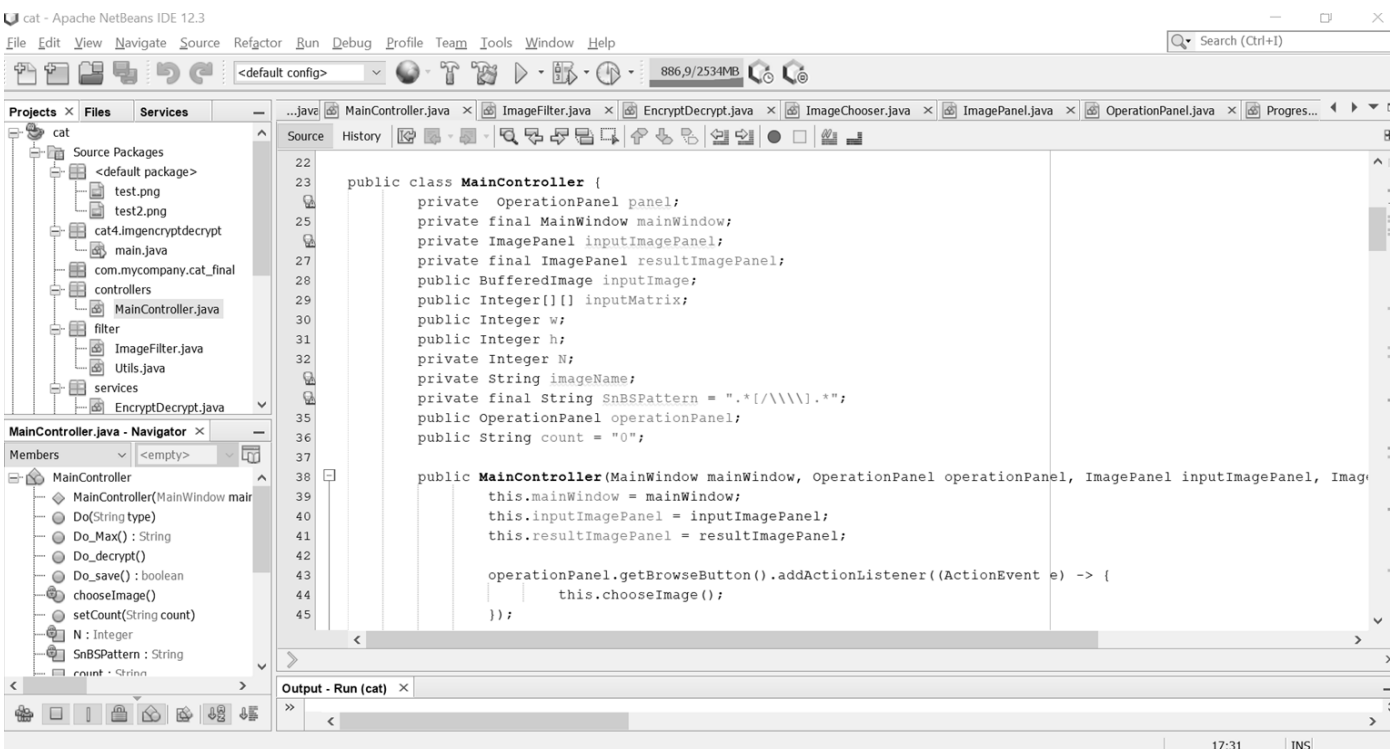 cat - Apache NetBeans IDE 12.3
File Edit View Navigate Source Refactor Run Debug Profile Team Tools Window Help
Search (Ctrl+I)
<default config>
886,9/2534MB
Projects Files Services
...java MainController.java ImageFilter.java EncryptDecrypt.java ImageChooser.java ImagePanel.java OperationPanel.java Progres...
Source History
cat
Source Packages
<default package>
test.png
test2.png
cat4.imgencryptdecrypt
main.java
com.mycompany.cat_final
controllers
MainController.java
filter
ImageFilter.java
Utils.java
services
EncryptDecrypt.java
MainController.java - Navigator
Members <empty>
MainController
MainController(MainWindow mair
Do(String type)
Do_Max() : String
Do_decrypt()
Do_save() : boolean
chooseImage()
setCount(String count)
N : Integer
SnBSPattern : String
count : String
22
23 public class MainController {
private  OperationPanel panel;
25 private final MainWindow mainWindow;
private ImagePanel inputImagePanel;
27 private final ImagePanel resultImagePanel;
28 public BufferedImage inputImage;
29 public Integer[][] inputMatrix;
30 public Integer w;
31 public Integer h;
32 private Integer N;
private String imageName;
private final String SnBSPattern = ".*[/\\\\].*";
35 public OperationPanel operationPanel;
36 public String count = "0";
37
38 public MainController(MainWindow mainWindow, OperationPanel operationPanel, ImagePanel inputImagePanel, Imag
39 this.mainWindow = mainWindow;
40 this.inputImagePanel = inputImagePanel;
41 this.resultImagePanel = resultImagePanel;
42
43 operationPanel.getBrowseButton().addActionListener((ActionEvent e) -> {
44 this.chooseImage();
45 });
Output - Run (cat)
17:31 INS